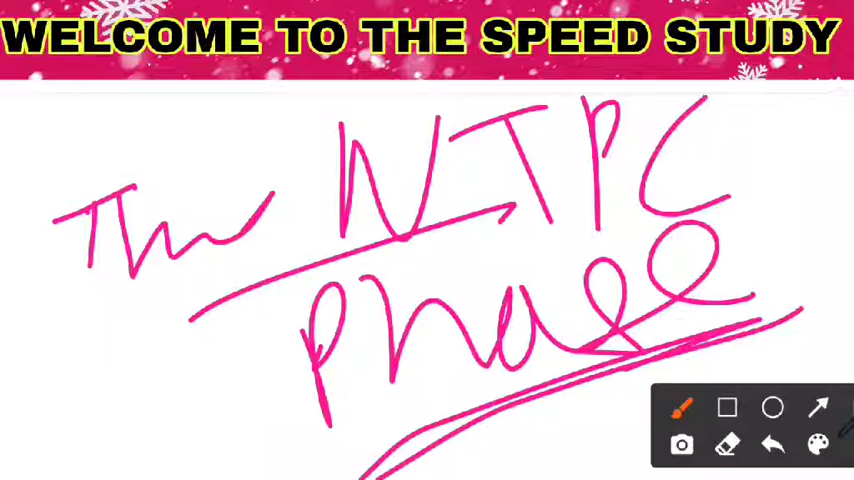 WELCOME TO THE SPEED STUDY
The NTPC
Phase